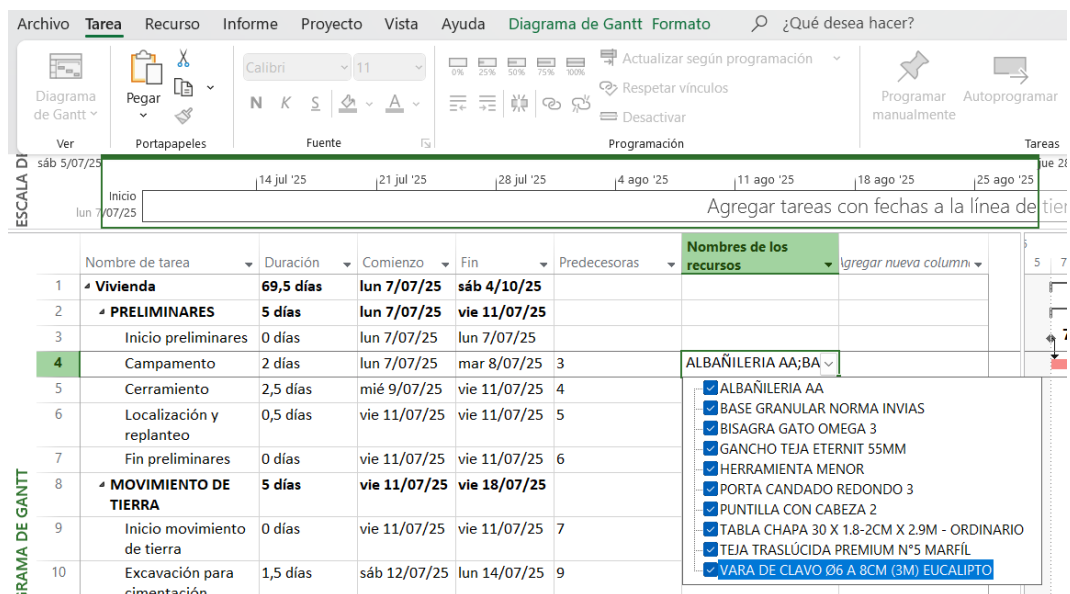 Archivo Tarea Recurso Informe Proyecto Vista Ayuda Diagrama de Gantt Formato ¿Qué desea hacer?
Diagrama de Gantt
Ver
Pegar
Portapapeles
Calibri 11
N K S A
Fuente
0% 25% 50% 75% 100%
Actualizar según programación
Respetar vínculos
Desactivar
Programación
Programar manualmente
Autoprogramar
Tareas
ESCALA
sáb 5/07/25
14 jul '25 21 jul '25 28 jul '25 4 ago '25 11 ago '25 18 ago '25 25 ago '25
Inicio
lun 7/07/25
Agregar tareas con fechas a la línea de
Nombre de tarea Duración Comienzo Fin Predecesoras Nombres de los recursos Agregar nueva column 5 7
1 Vivienda 69,5 días lun 7/07/25 sáb 4/10/25
2 PRELIMINARES 5 días lun 7/07/25 vie 11/07/25
3 Inicio preliminares 0 días lun 7/07/25 lun 7/07/25
4 Campamento 2 días lun 7/07/25 mar 8/07/25 3 ALBAÑILERIA AA;BA
5 Cerramiento 2,5 días mié 9/07/25 vie 11/07/25 4
6 Localización y replanteo 0,5 días vie 11/07/25 vie 11/07/25 5
7 Fin preliminares 0 días vie 11/07/25 vie 11/07/25 6
8 MOVIMIENTO DE TIERRA 5 días vie 11/07/25 vie 18/07/25
9 Inicio movimiento de tierra 0 días vie 11/07/25 vie 11/07/25 7
10 Excavación para cimentación 1,5 días sáb 12/07/25 lun 14/07/25 9
ALBAÑILERIA AA
BASE GRANULAR NORMA INVIAS
BISAGRA GATO OMEGA 3
GANCHO TEJA ETERNIT 55MM
HERRAMIENTA MENOR
PORTA CANDADO REDONDO 3
PUNTILLA CON CABEZA 2
TABLA CHAPA 30 X 1.8-2CM X 2.9M - ORDINARIO
TEJA TRASLÚCIDA PREMIUM N°5 MARFÍL
VARA DE CLAVO Ø6 A 8CM (3M) EUCALIPTO
GRAMA DE GANTT